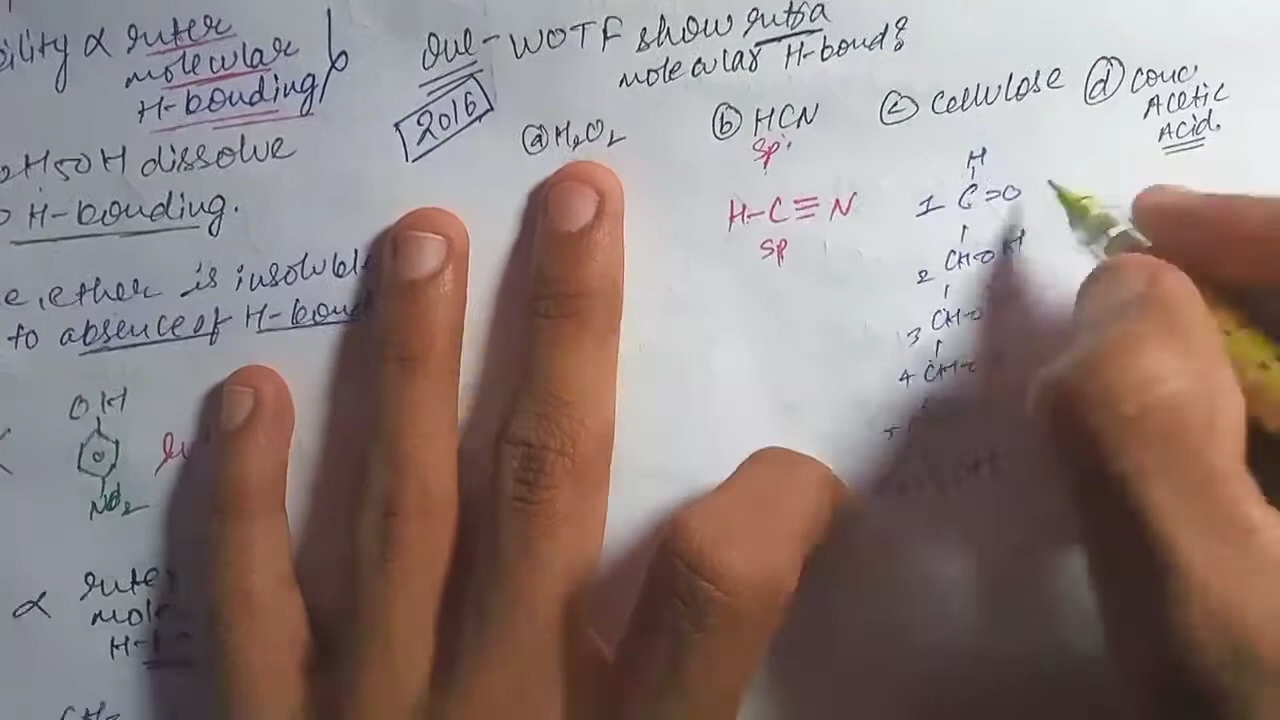 ility ∝ inter
molecular
H-bonding
2H5OH dissolve
H-bonding.
e, ether is insoluble
to absence of H-bond
OH
NO2
∝ inter
mole
H-
CH3
Que - WOTF show intra
molecular H-bond?
2016
(a) H2O2
(b) HCN
sp
H-C≡N
sp
(c) Cellulose
H
1 C=O
2 CH-OH
3 CH-O
4 CH-
(d) Conc
Acetic
Acid.